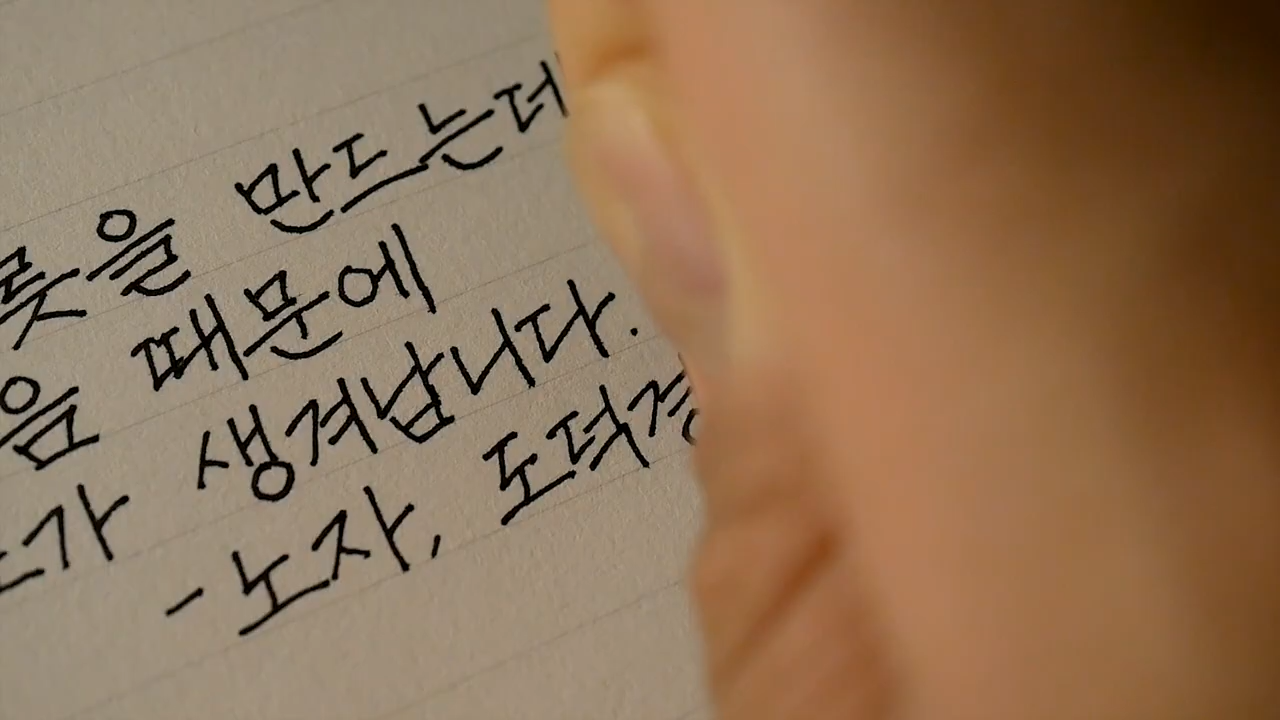 릇을 만드는데
음 때문에
가 생겨납니다.
- 노자, 도덕경